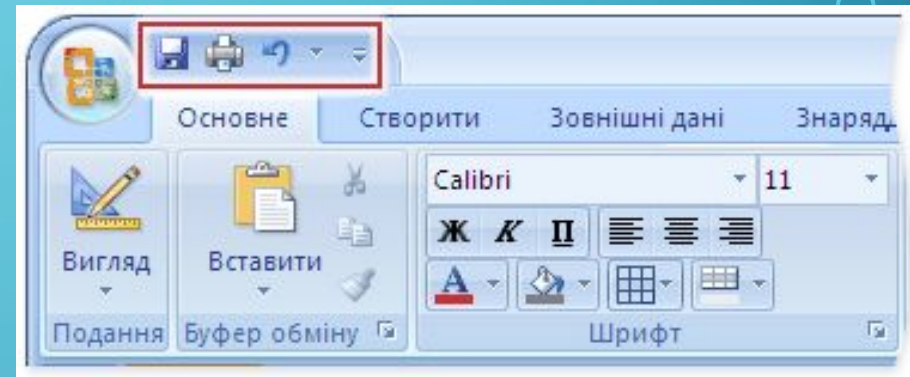 Основне Створити Зовнішні дані Знаряд
Calibri 11
Ж К П
Вигляд Вставити
А
Подання Буфер обміну Шрифт